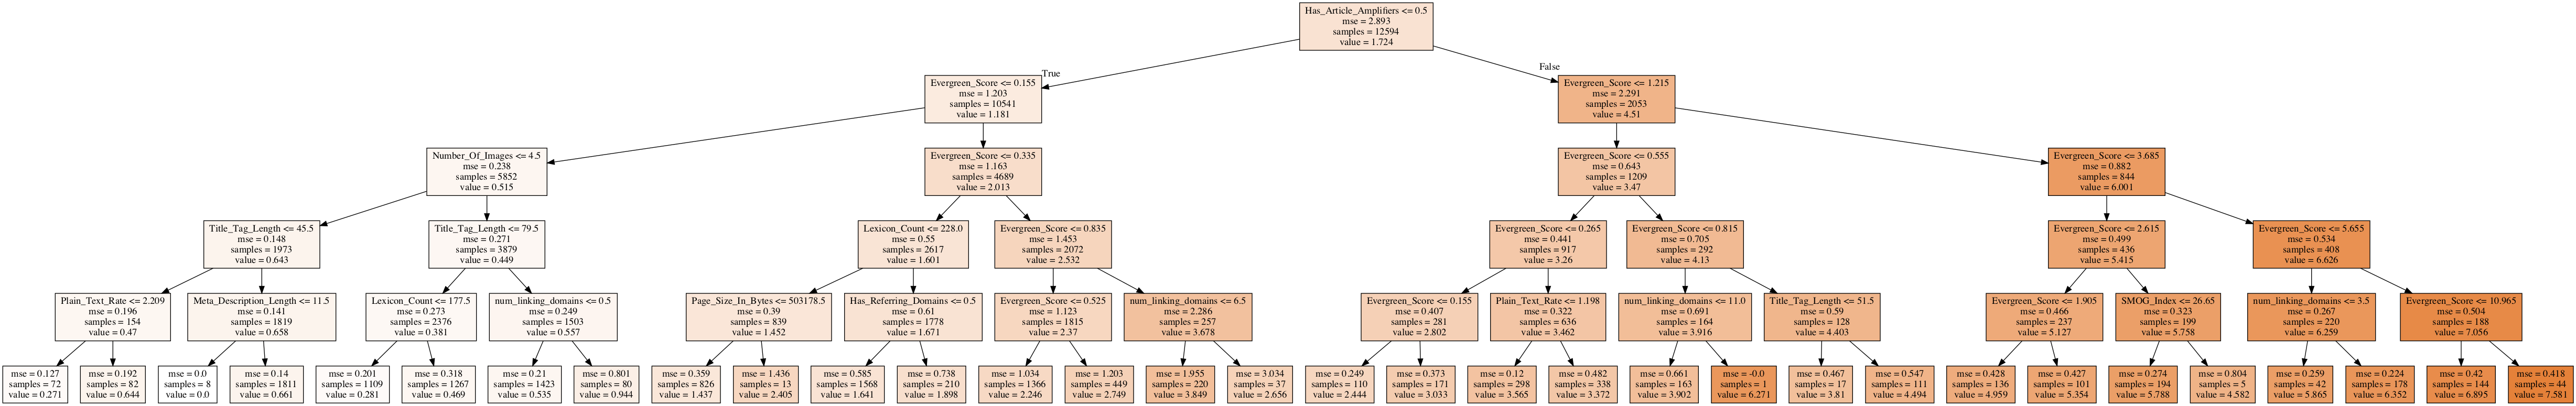 Has_Article_Amplifiers <= 0.5
mse = 2.893
samples = 12594
value = 1.724
True
False
Evergreen_Score <= 0.155
mse = 1.203
samples = 10541
value = 1.181
Evergreen_Score <= 1.215
mse = 2.291
samples = 2053
value = 4.51
Number_Of_Images <= 4.5
mse = 0.238
samples = 5852
value = 0.515
Evergreen_Score <= 0.335
mse = 1.163
samples = 4689
value = 2.013
Evergreen_Score <= 0.555
mse = 0.643
samples = 1209
value = 3.47
Evergreen_Score <= 3.685
mse = 0.882
samples = 844
value = 6.001
Title_Tag_Length <= 45.5
mse = 0.148
samples = 1973
value = 0.643
Title_Tag_Length <= 79.5
mse = 0.271
samples = 3879
value = 0.449
Lexicon_Count <= 228.0
mse = 0.55
samples = 2617
value = 1.601
Evergreen_Score <= 0.835
mse = 1.453
samples = 2072
value = 2.532
Evergreen_Score <= 0.265
mse = 0.441
samples = 917
value = 3.26
Evergreen_Score <= 0.815
mse = 0.705
samples = 292
value = 4.13
Evergreen_Score <= 2.615
mse = 0.499
samples = 436
value = 5.415
Evergreen_Score <= 5.655
mse = 0.534
samples = 408
value = 6.626
Plain_Text_Rate <= 2.209
mse = 0.196
samples = 154
value = 0.47
Meta_Description_Length <= 11.5
mse = 0.141
samples = 1819
value = 0.658
Lexicon_Count <= 177.5
mse = 0.273
samples = 2376
value = 0.381
num_linking_domains <= 0.5
mse = 0.249
samples = 1503
value = 0.557
Page_Size_In_Bytes <= 503178.5
mse = 0.39
samples = 839
value = 1.452
Has_Referring_Domains <= 0.5
mse = 0.61
samples = 1778
value = 1.671
Evergreen_Score <= 0.525
mse = 1.123
samples = 1815
value = 2.37
num_linking_domains <= 6.5
mse = 2.286
samples = 257
value = 3.678
Evergreen_Score <= 0.155
mse = 0.407
samples = 281
value = 2.802
Plain_Text_Rate <= 1.198
mse = 0.322
samples = 636
value = 3.462
num_linking_domains <= 11.0
mse = 0.691
samples = 164
value = 3.916
Title_Tag_Length <= 51.5
mse = 0.59
samples = 128
value = 4.403
Evergreen_Score <= 1.905
mse = 0.466
samples = 237
value = 5.127
SMOG_Index <= 26.65
mse = 0.323
samples = 199
value = 5.758
num_linking_domains <= 3.5
mse = 0.267
samples = 220
value = 6.259
Evergreen_Score <= 10.965
mse = 0.504
samples = 188
value = 7.056
mse = 0.127
samples = 72
value = 0.271
mse = 0.192
samples = 82
value = 0.644
mse = 0.0
samples = 8
value = 0.0
mse = 0.14
samples = 1811
value = 0.661
mse = 0.201
samples = 1109
value = 0.281
mse = 0.318
samples = 1267
value = 0.469
mse = 0.21
samples = 1423
value = 0.535
mse = 0.801
samples = 80
value = 0.944
mse = 0.359
samples = 826
value = 1.437
mse = 1.436
samples = 13
value = 2.405
mse = 0.585
samples = 1568
value = 1.641
mse = 0.738
samples = 210
value = 1.898
mse = 1.034
samples = 1366
value = 2.246
mse = 1.203
samples = 449
value = 2.749
mse = 1.955
samples = 220
value = 3.849
mse = 3.034
samples = 37
value = 2.656
mse = 0.249
samples = 110
value = 2.444
mse = 0.373
samples = 171
value = 3.033
mse = 0.12
samples = 298
value = 3.565
mse = 0.482
samples = 338
value = 3.372
mse = 0.661
samples = 163
value = 3.902
mse = -0.0
samples = 1
value = 6.271
mse = 0.467
samples = 17
value = 3.81
mse = 0.547
samples = 111
value = 4.494
mse = 0.428
samples = 136
value = 4.959
mse = 0.427
samples = 101
value = 5.354
mse = 0.274
samples = 194
value = 5.788
mse = 0.804
samples = 5
value = 4.582
mse = 0.259
samples = 42
value = 5.865
mse = 0.224
samples = 178
value = 6.352
mse = 0.42
samples = 144
value = 6.895
mse = 0.418
samples = 44
value = 7.581